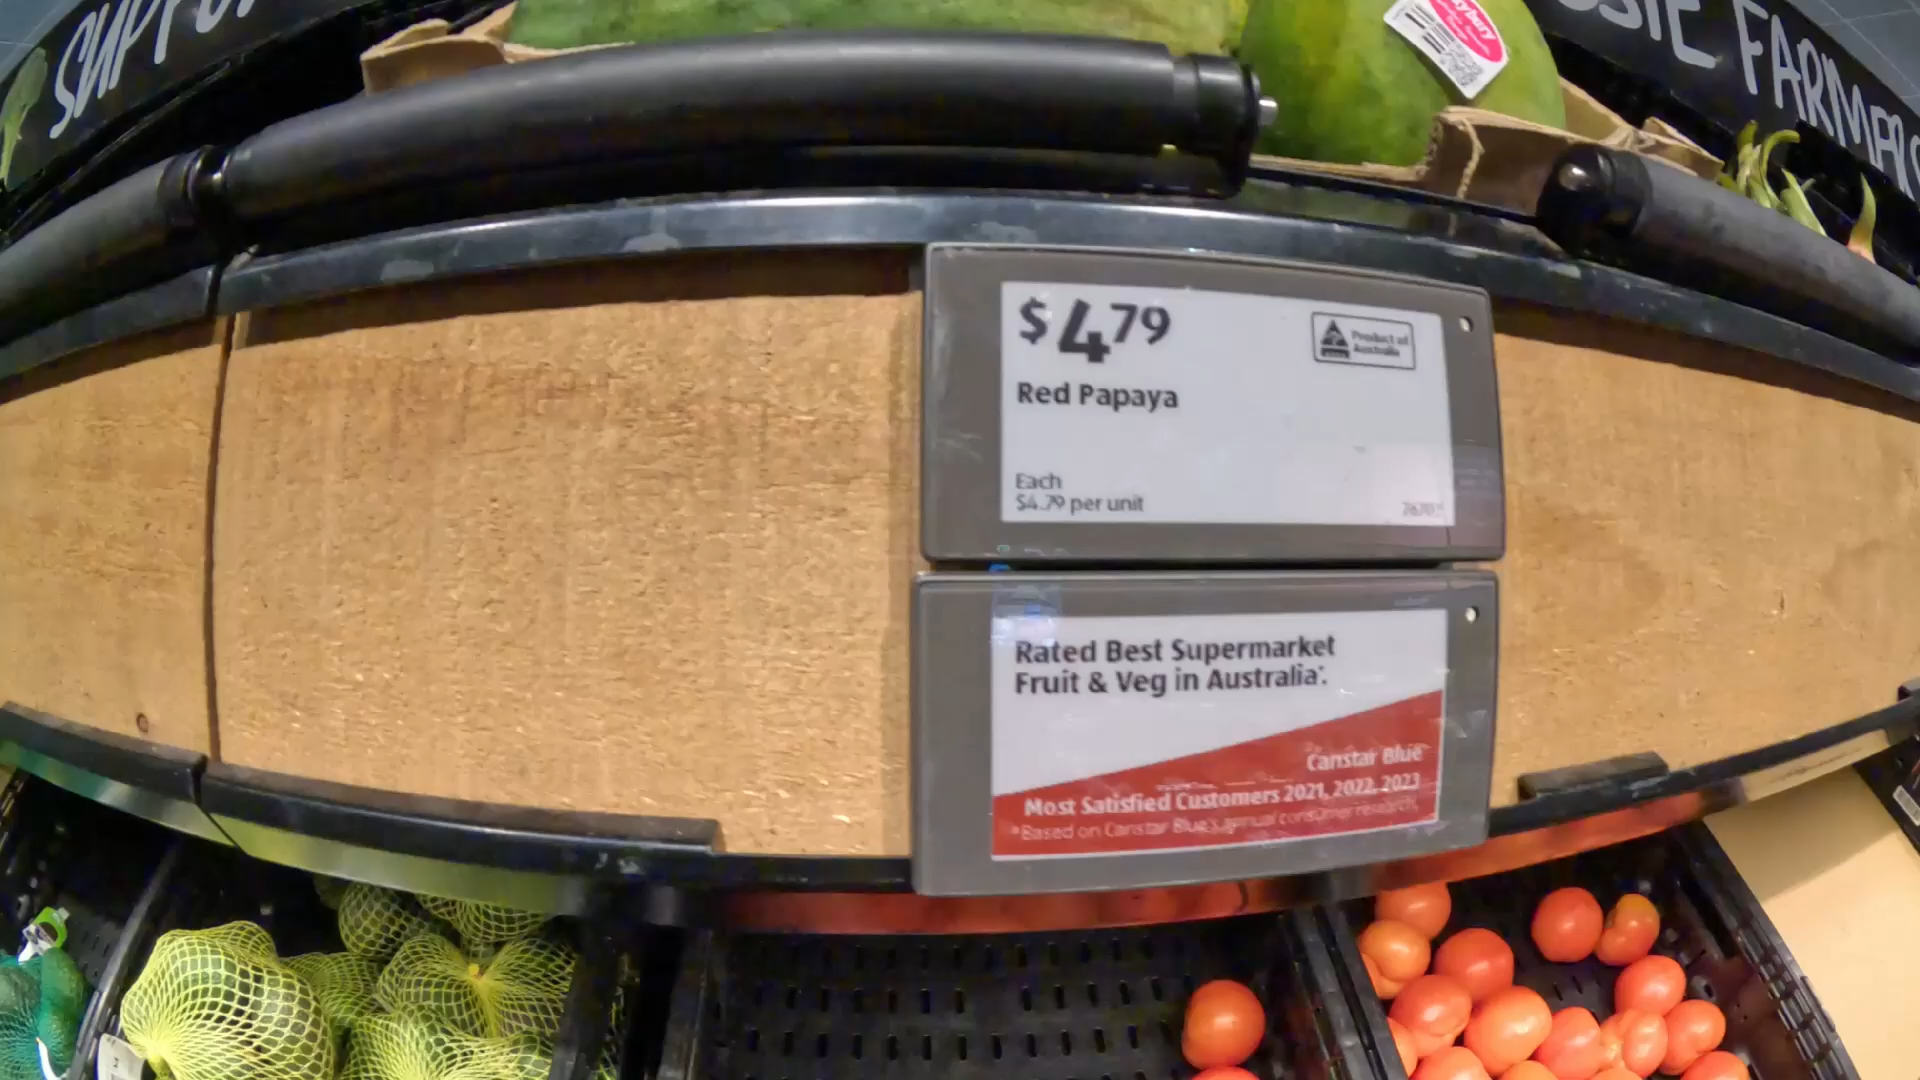 FARMERS
$4.79
Product of
Australia
Red Papaya
Each
$4.79 per unit
Rated Best Supermarket
Fruit & Veg in Australia*.
Canstar Blue
Most Satisfied Customers 2021, 2022, 2023
*Based on Canstar Blue's annual consumer research.